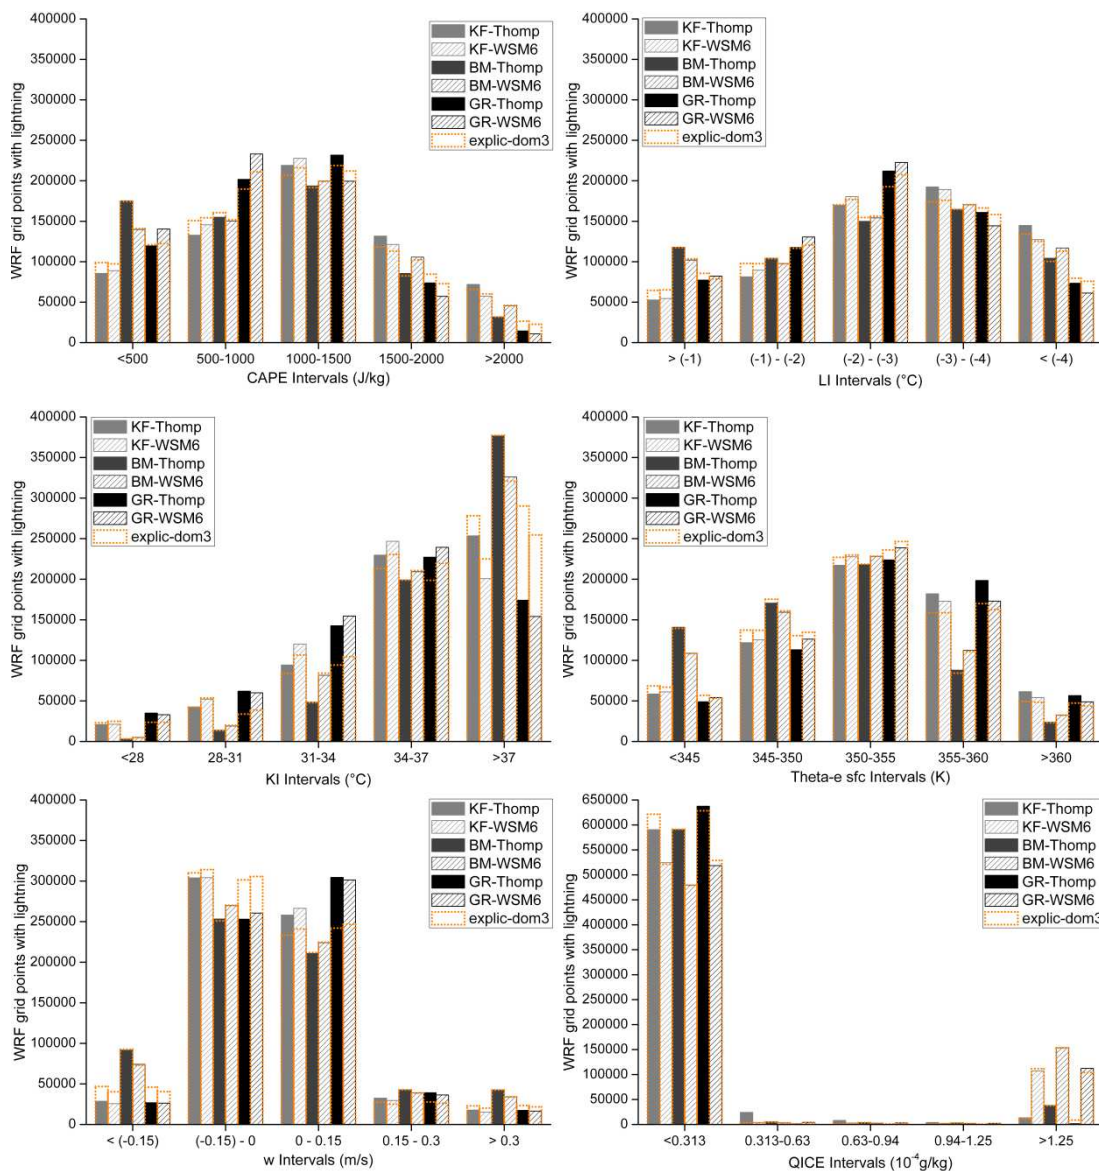 400000
350000
300000
250000
200000
150000
100000
50000
0
WRF grid points with lightning
KF-Thomp
KF-WSM6
BM-Thomp
BM-WSM6
GR-Thomp
GR-WSM6
explic-dom3
<500
500-1000
1000-1500
1500-2000
>2000
CAPE Intervals (J/kg)
400000
350000
300000
250000
200000
150000
100000
50000
0
WRF grid points with lightning
KF-Thomp
KF-WSM6
BM-Thomp
BM-WSM6
GR-Thomp
GR-WSM6
explic-dom3
> (-1)
(-1) - (-2)
(-2) - (-3)
(-3) - (-4)
< (-4)
LI Intervals (°C)
400000
350000
300000
250000
200000
150000
100000
50000
0
WRF grid points with lightning
KF-Thomp
KF-WSM6
BM-Thomp
BM-WSM6
GR-Thomp
GR-WSM6
explic-dom3
<28
28-31
31-34
34-37
>37
KI Intervals (°C)
400000
350000
300000
250000
200000
150000
100000
50000
0
WRF grid points with lightning
KF-Thomp
KF-WSM6
BM-Thomp
BM-WSM6
GR-Thomp
GR-WSM6
explic-dom3
<345
345-350
350-355
355-360
>360
Theta-e sfc Intervals (K)
400000
350000
300000
250000
200000
150000
100000
50000
0
WRF grid points with lightning
KF-Thomp
KF-WSM6
BM-Thomp
BM-WSM6
GR-Thomp
GR-WSM6
explic-dom3
< (-0.15)
(-0.15) - 0
0 - 0.15
0.15 - 0.3
> 0.3
w Intervals (m/s)
650000
600000
550000
500000
450000
400000
350000
300000
250000
200000
150000
100000
50000
0
WRF grid points with lightning
KF-Thomp
KF-WSM6
BM-Thomp
BM-WSM6
GR-Thomp
GR-WSM6
explic-dom3
<0.313
0.3113-0.63
0.63-0.94
0.94-1.25
>1.25
QICE Intervals (10⁻⁴g/kg)